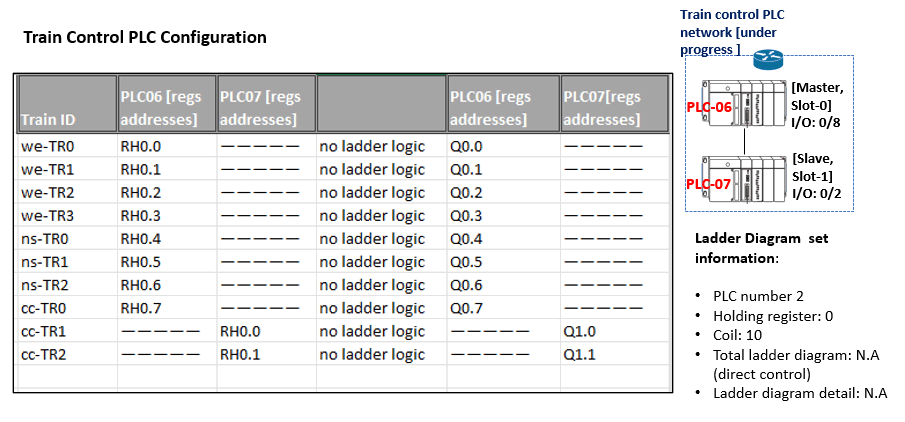 Train Control PLC Configuration
Train ID PLC06 [regs addresses] PLC07 [regs addresses] PLC06 [regs addresses] PLC07[regs addresses]
we-TR0 RH0.0 ————— no ladder logic Q0.0 —————
we-TR1 RH0.1 ————— no ladder logic Q0.1 —————
we-TR2 RH0.2 ————— no ladder logic Q0.2 —————
we-TR3 RH0.3 ————— no ladder logic Q0.3 —————
ns-TR0 RH0.4 ————— no ladder logic Q0.4 —————
ns-TR1 RH0.5 ————— no ladder logic Q0.5 —————
ns-TR2 RH0.6 ————— no ladder logic Q0.6 —————
cc-TR0 RH0.7 ————— no ladder logic Q0.7 —————
cc-TR1 ————— RH0.0 no ladder logic ————— Q1.0
cc-TR2 ————— RH0.1 no ladder logic ————— Q1.1
Train control PLC
network [under
progress ]
PLC-06
[Master,
Slot-0]
I/O: 0/8
PLC-07
[Slave,
Slot-1]
I/O: 0/2
Ladder Diagram set
information:
• PLC number 2
• Holding register: 0
• Coil: 10
• Total ladder diagram: N.A
(direct control)
• Ladder diagram detail: N.A